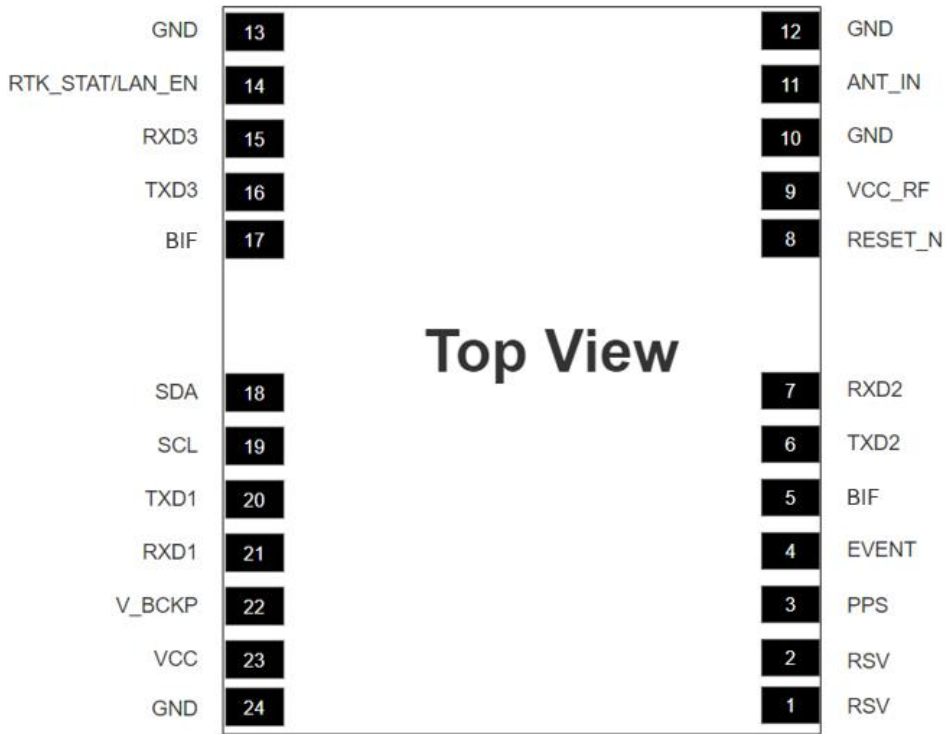 GND 13 12 GND
RTK_STAT/LAN_EN 14 11 ANT_IN
RXD3 15 10 GND
TXD3 16 9 VCC_RF
BIF 17 8 RESET_N
Top View
SDA 18 7 RXD2
SCL 19 6 TXD2
TXD1 20 5 BIF
RXD1 21 4 EVENT
V_BCKP 22 3 PPS
VCC 23 2 RSV
GND 24 1 RSV